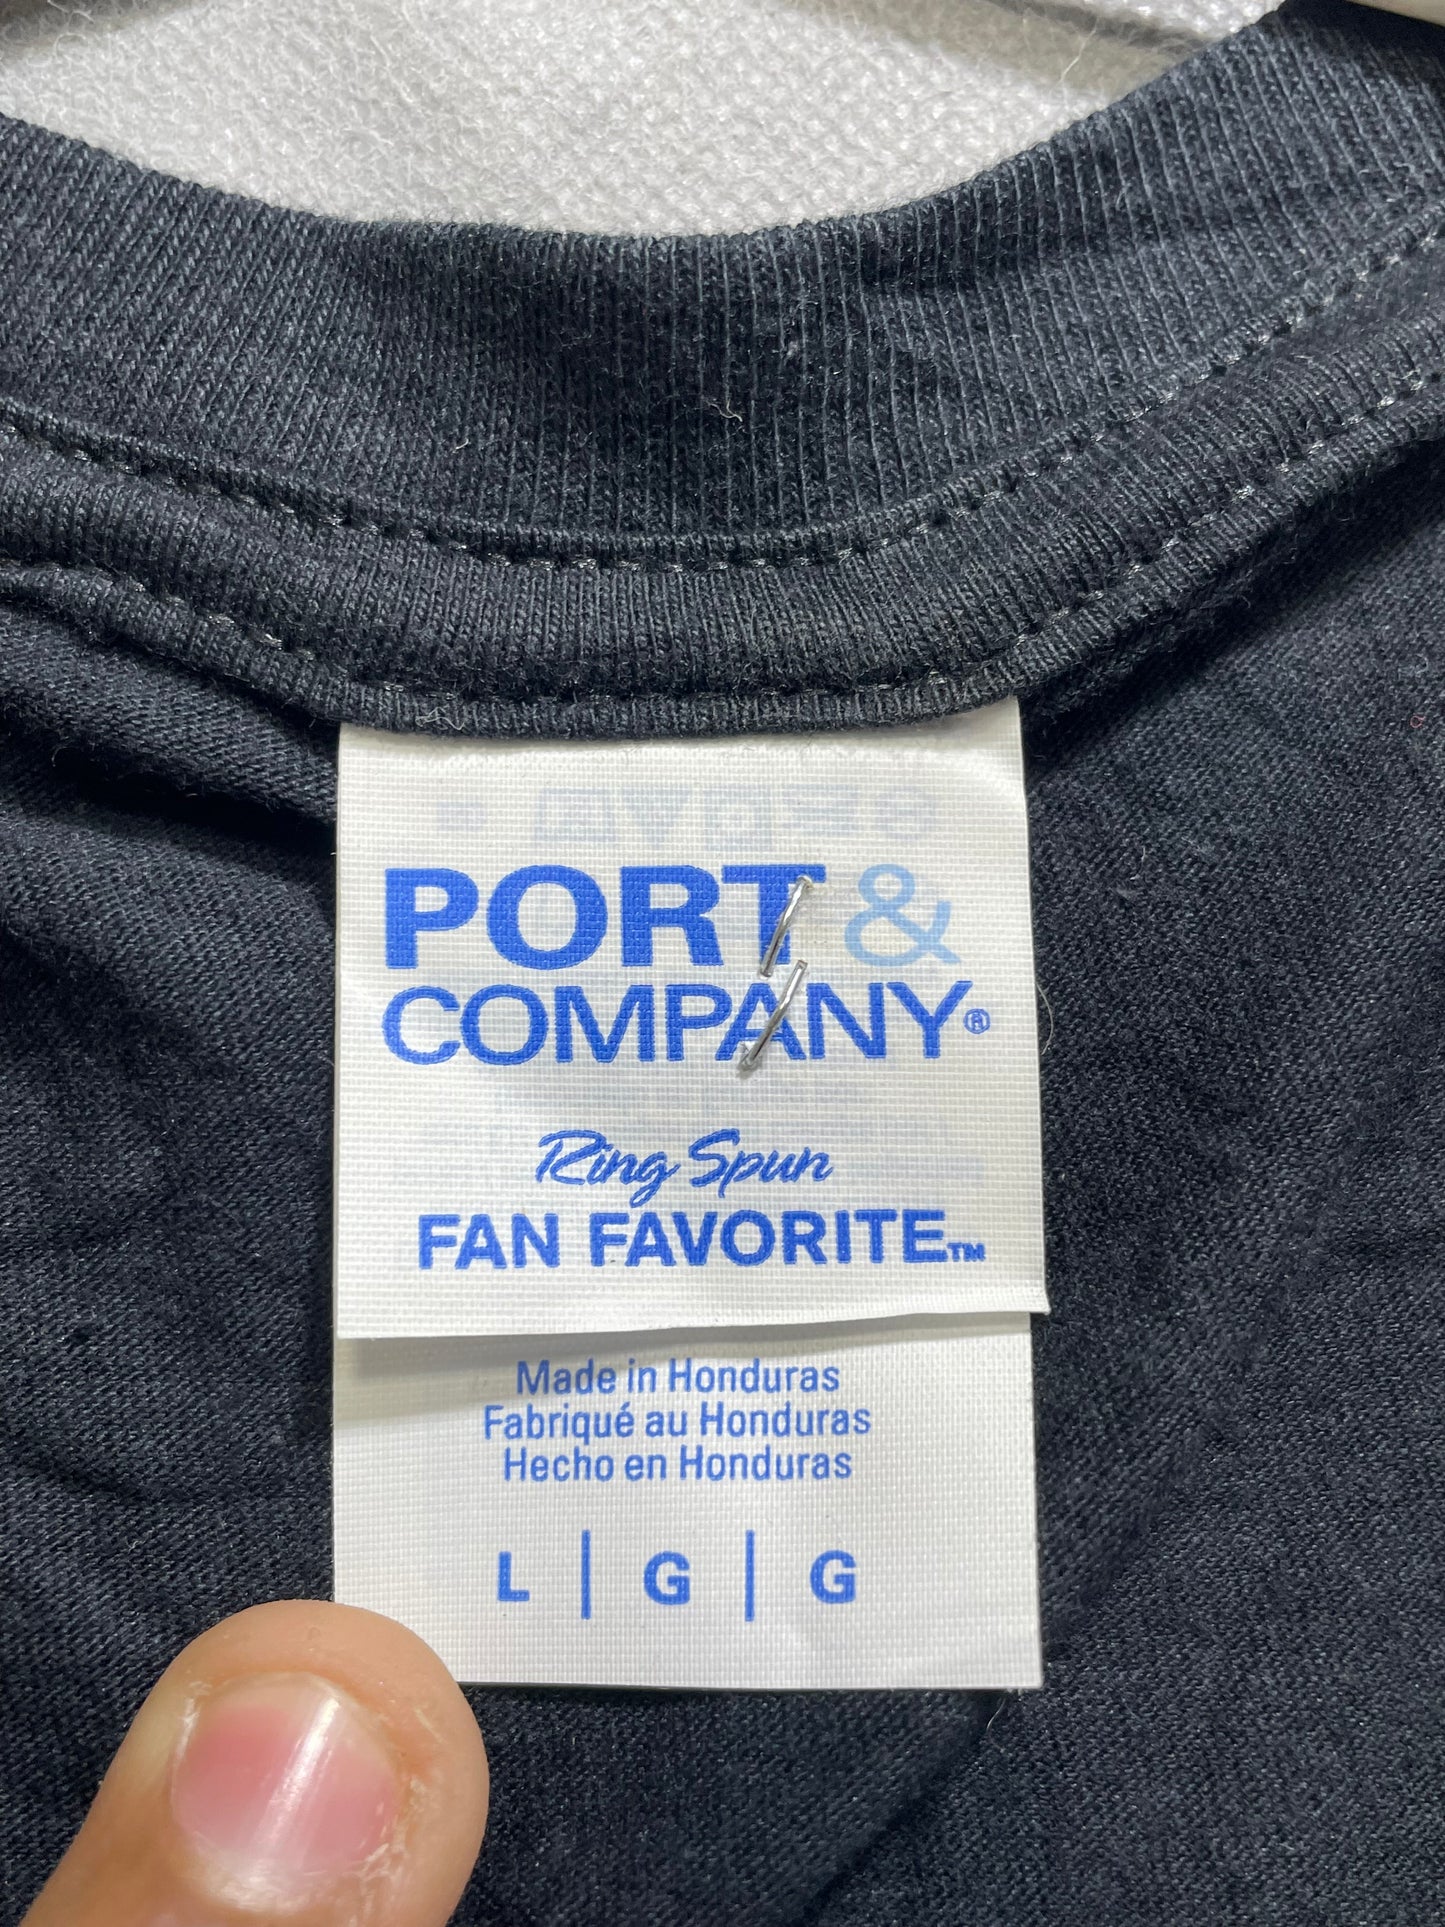 PORT &
COMPANY®
Ring Spun
FAN FAVORITE™
Made in Honduras
Fabriqué au Honduras
Hecho en Honduras
L | G | G